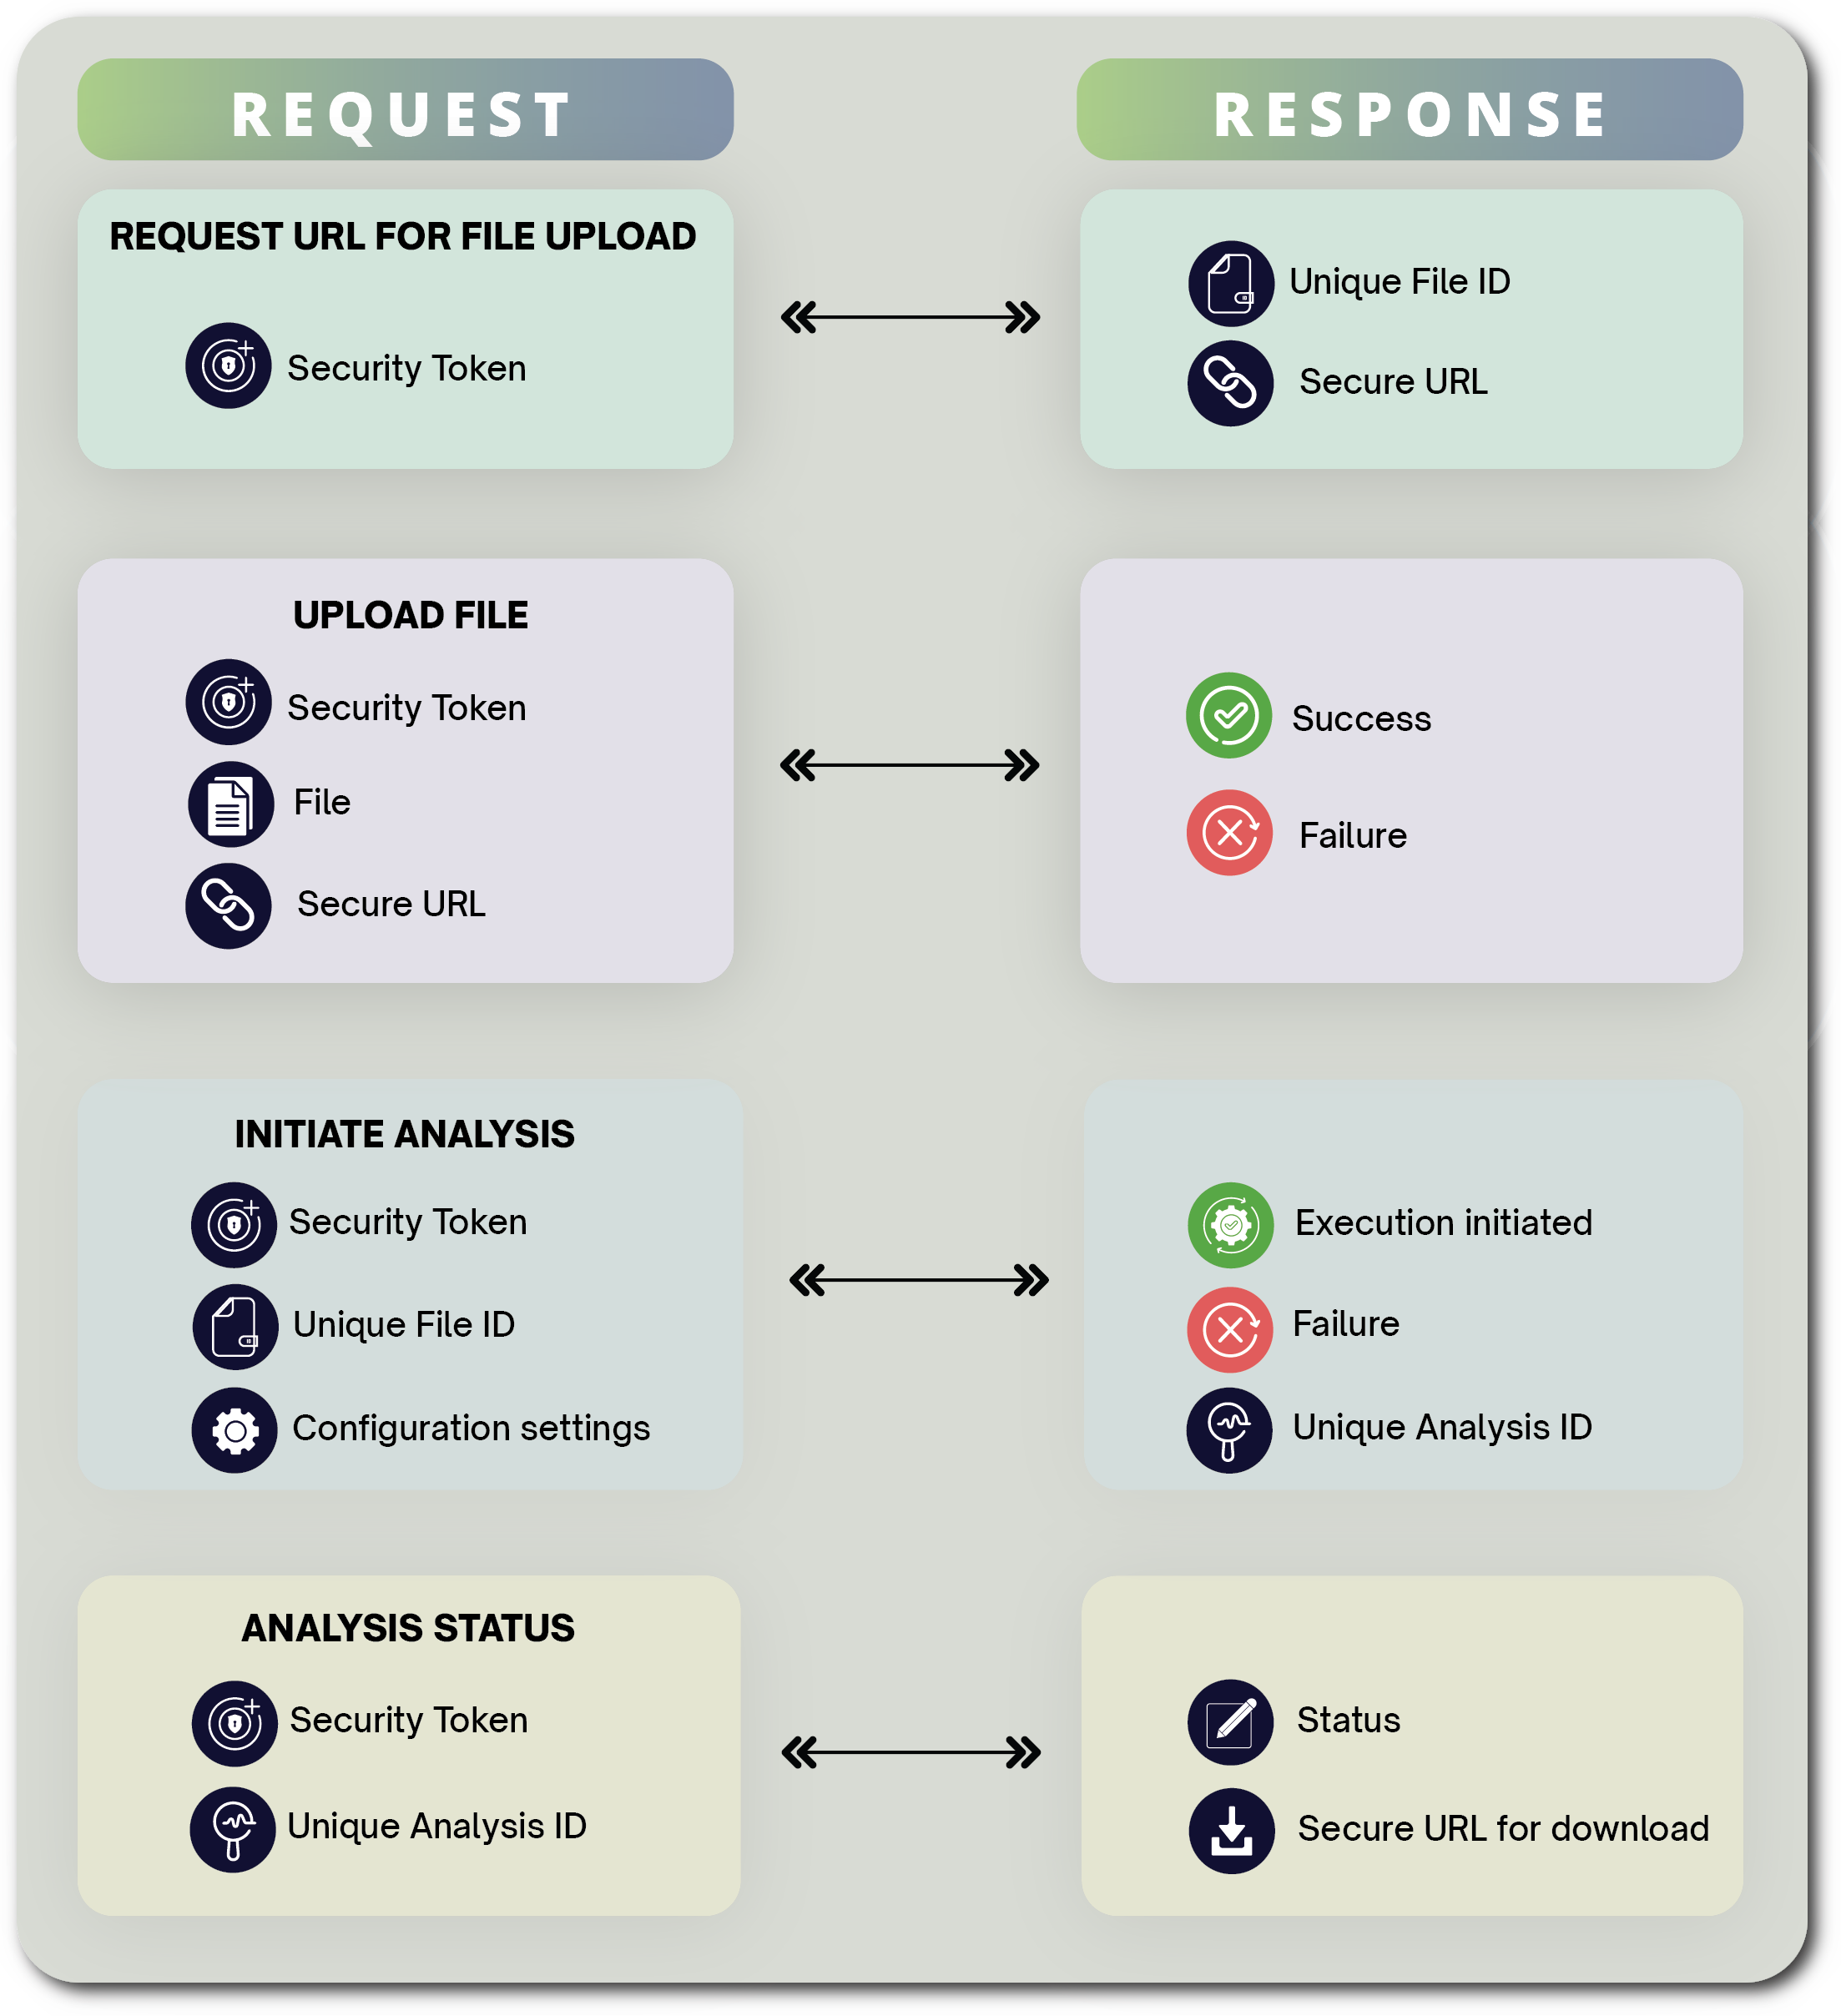 REQUEST
RESPONSE
REQUEST URL FOR FILE UPLOAD
Security Token
Unique File ID
Secure URL
UPLOAD FILE
Security Token
File
Secure URL
Success
Failure
INITIATE ANALYSIS
Security Token
Unique File ID
Configuration settings
Execution initiated
Failure
Unique Analysis ID
ANALYSIS STATUS
Security Token
Unique Analysis ID
Status
Secure URL for download